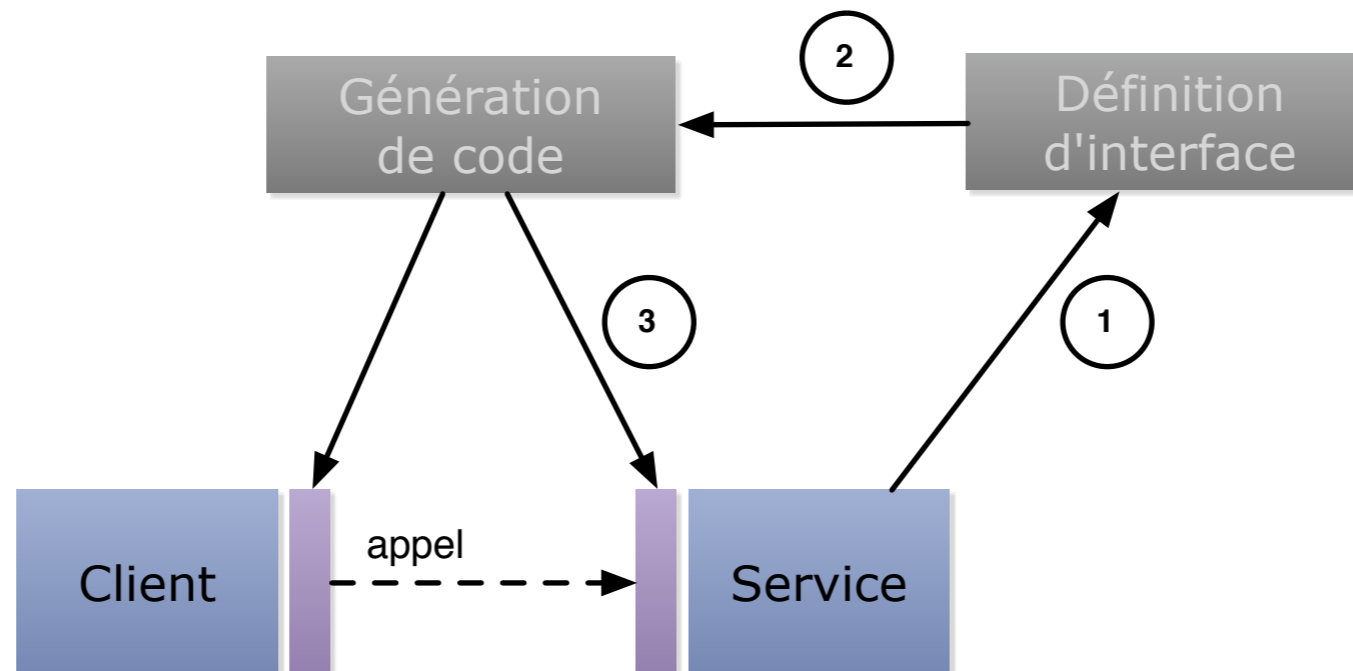 2
Génération
de code
Définition
d'interface
3
1
appel
Client
Service